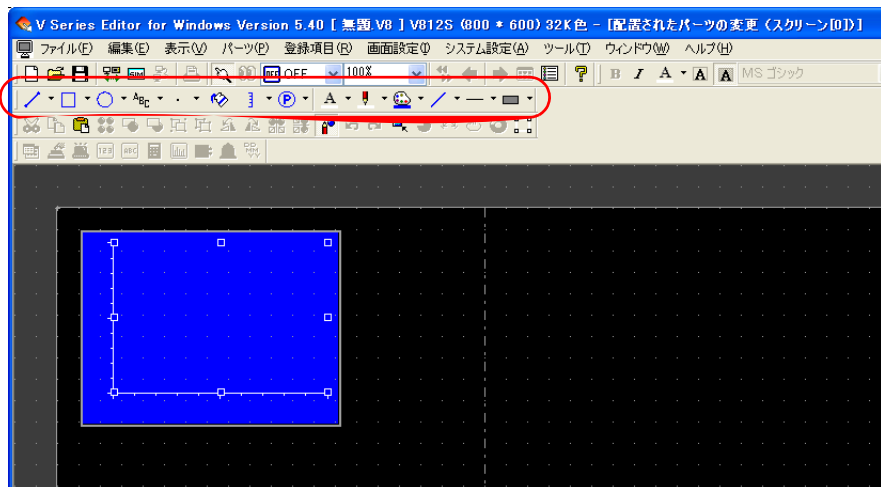 V Series Editor for Windows Version 5.40 [ 無題.V8 ] V812S (800 * 600) 32K色 - [配置されたパーツの変更 (スクリーン[0])]
ファイル(F) 編集(E) 表示(V) パーツ(P) 登録項目(R) 画面設定(I) システム設定(A) ツール(T) ウィンドウ(W) ヘルプ(H)
OFF OFF 100% ? B I A A A MS ゴシック
ABC P A
123 ABC